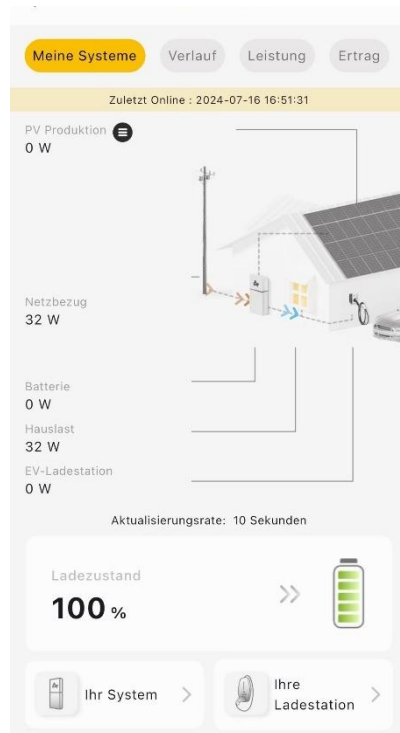 Meine Systeme Verlauf Leistung Ertrag
Zuletzt Online : 2024-07-16 16:51:31
PV Produktion
0 W
Netzbezug
32 W
Batterie
0 W
Hauslast
32 W
EV-Ladestation
0 W
Aktualisierungsrate: 10 Sekunden
Ladezustand
100 %
Ihr System
Ihre
Ladestation